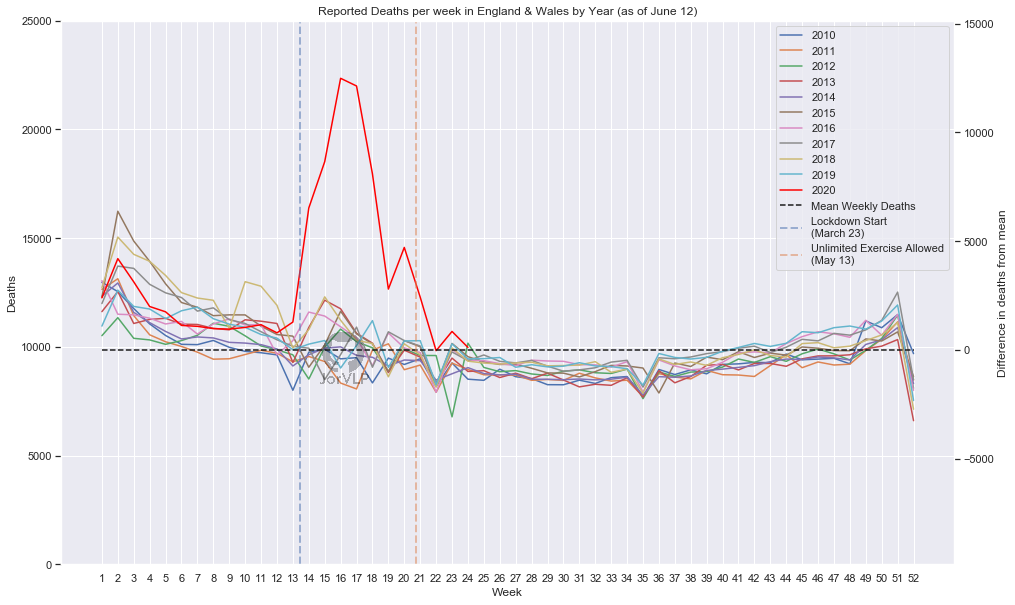 Reported Deaths per week in England & Wales by Year (as of June 12)
25000
20000
15000
10000
5000
0
Deaths
15000
10000
5000
0
−5000
Difference in deaths from mean
2010
2011
2012
2013
2014
2015
2016
2017
2018
2019
2020
Mean Weekly Deaths
Lockdown Start
(March 23)
Unlimited Exercise Allowed
(May 13)
1 2 3 4 5 6 7 8 9 10 11 12 13 14 15 16 17 18 19 20 21 22 23 24 25 26 27 28 29 30 31 32 33 34 35 36 37 38 39 40 41 42 43 44 45 46 47 48 49 50 51 52
Week